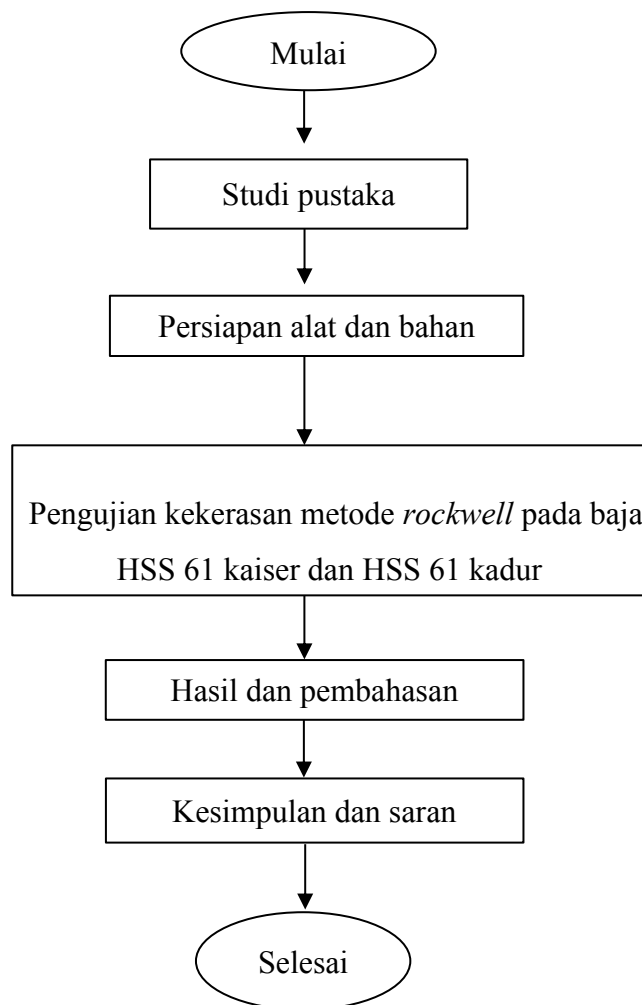 Mulai
Studi pustaka
Persiapan alat dan bahan
Pengujian kekerasan metode rockwell pada baja
HSS 61 kaiser dan HSS 61 kadur
Hasil dan pembahasan
Kesimpulan dan saran
Selesai